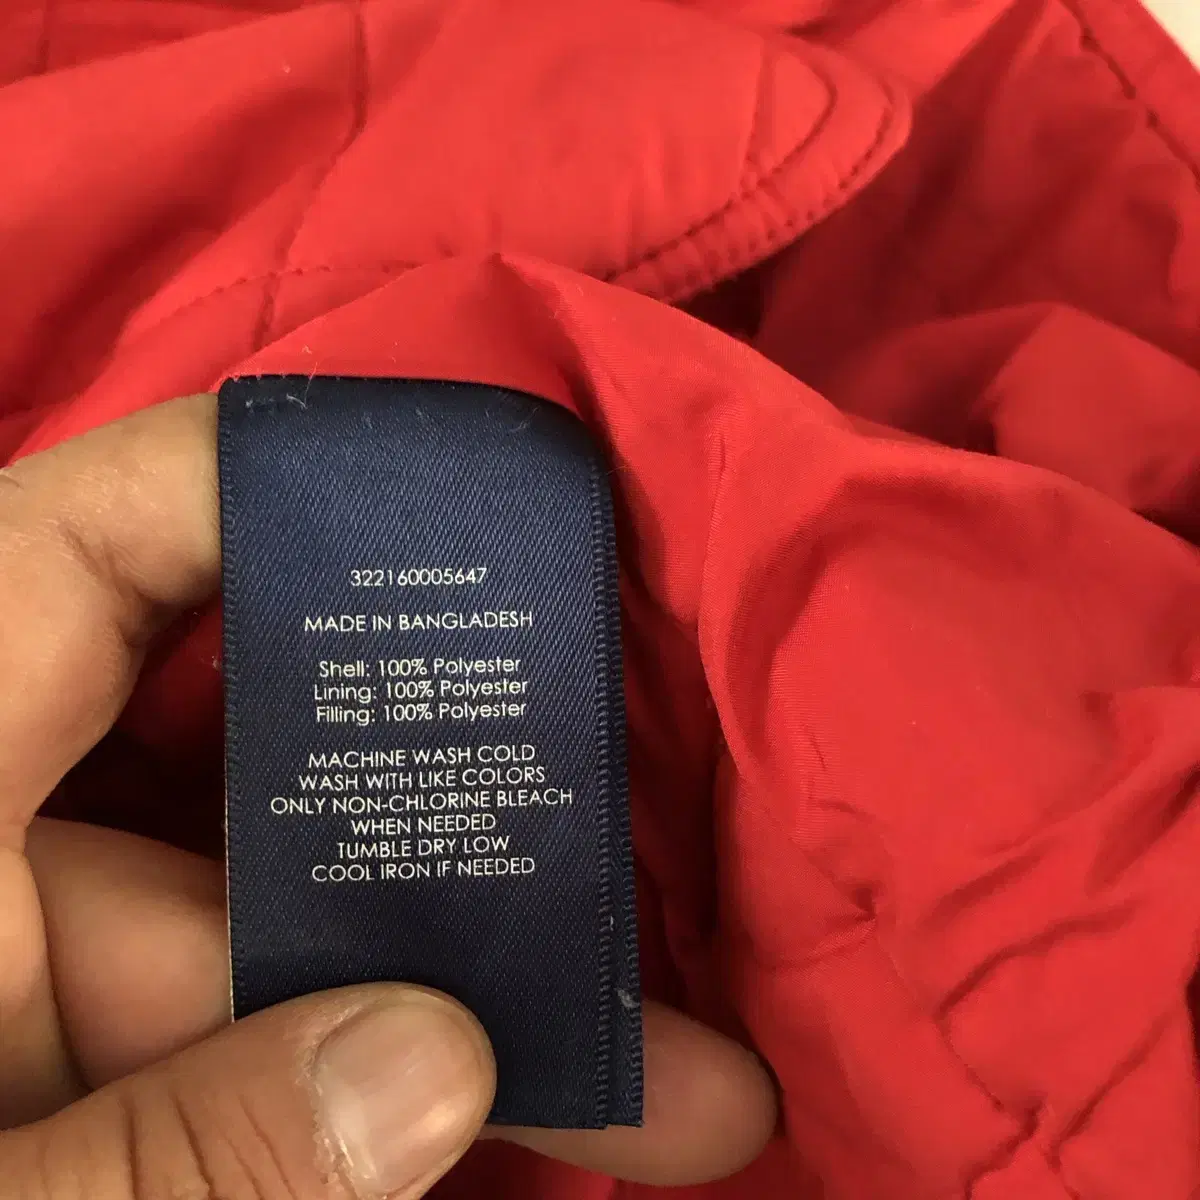 322160005647
MADE IN BANGLADESH
Shell: 100% Polyester
Lining: 100% Polyester
Filling: 100% Polyester
MACHINE WASH COLD
WASH WITH LIKE COLORS
ONLY NON-CHLORINE BLEACH
WHEN NEEDED
TUMBLE DRY LOW
COOL IRON IF NEEDED